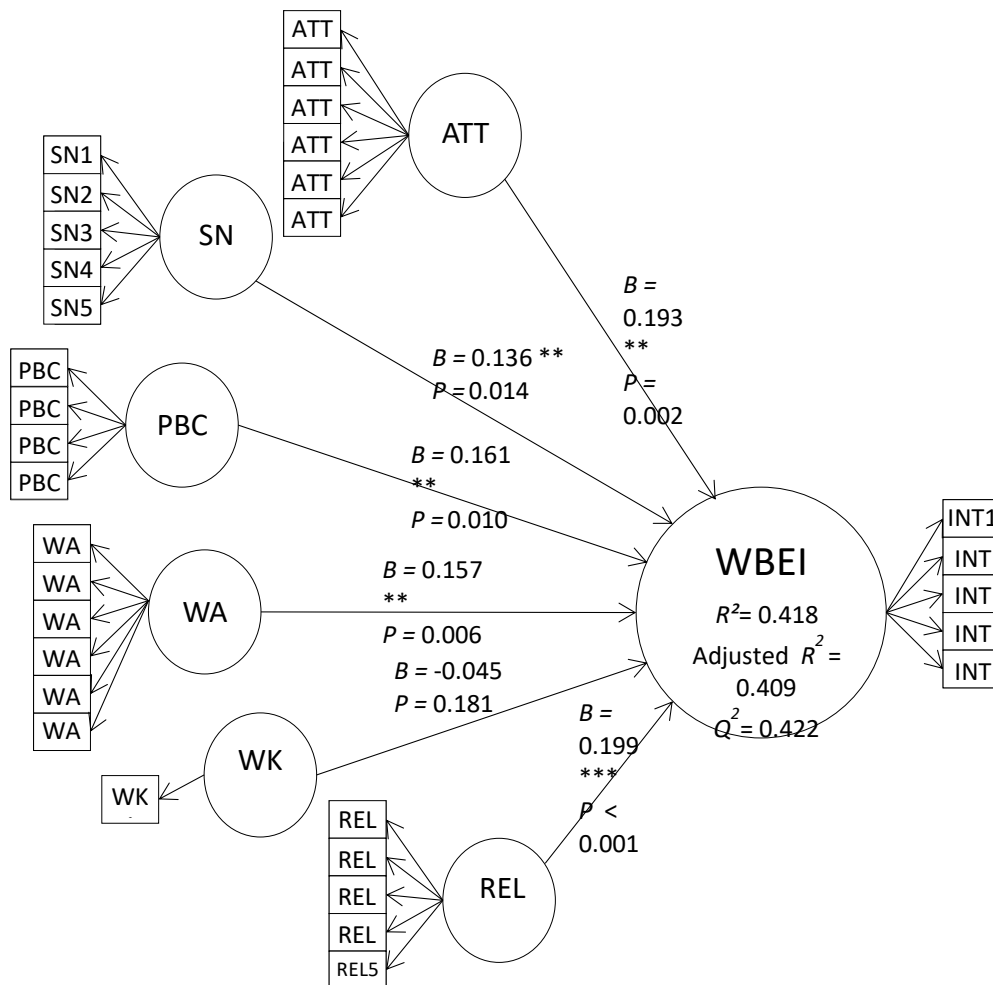 ATT
ATT
ATT
ATT
ATT
ATT
ATT
SN1
SN2
SN3
SN4
SN5
SN
B =
0.193
**
P =
0.002
B = 0.136 **
P = 0.014
PBC
PBC
PBC
PBC
PBC
B = 0.161
**
P = 0.010
WA
WA
WA
WA
WA
WA
WA
B = 0.157
**
P = 0.006
B = -0.045
P = 0.181
WBEI
R²= 0.418
Adjusted R² =
0.409
Q² = 0.422
INT1
INT
INT
INT
INT
WK
WK
B =
0.199
***
P <
0.001
REL
REL
REL
REL
REL5
REL